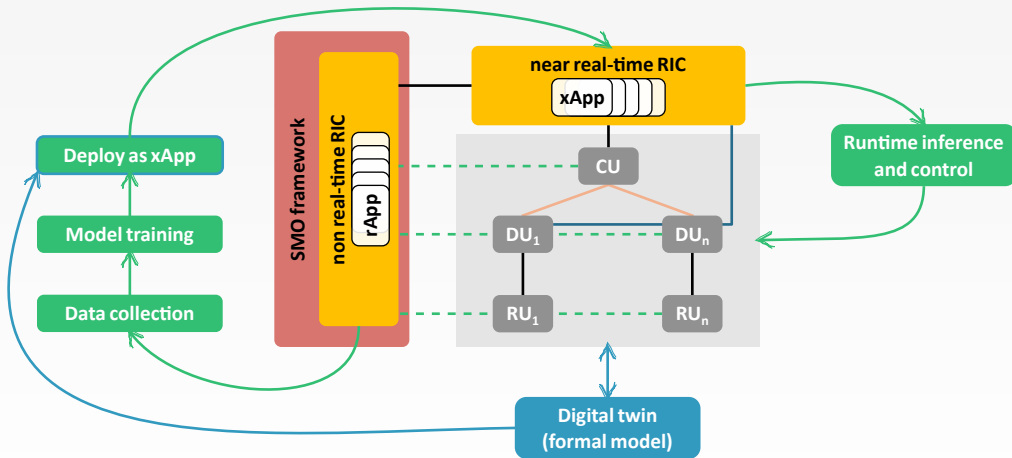 near real-time RIC
xApp
Deploy as xApp
Model training
Data collection
SMO framework
non real-time RIC
rApp
CU
DU₁
DUₙ
RU₁
RUₙ
Runtime inference
and control
Digital twin
(formal model)